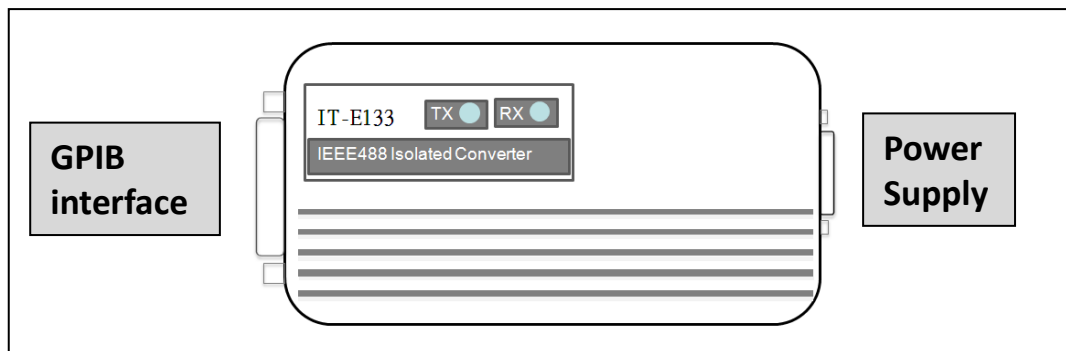 GPIB
interface
IT-E133
TX
RX
IEEE488 Isolated Converter
Power
Supply